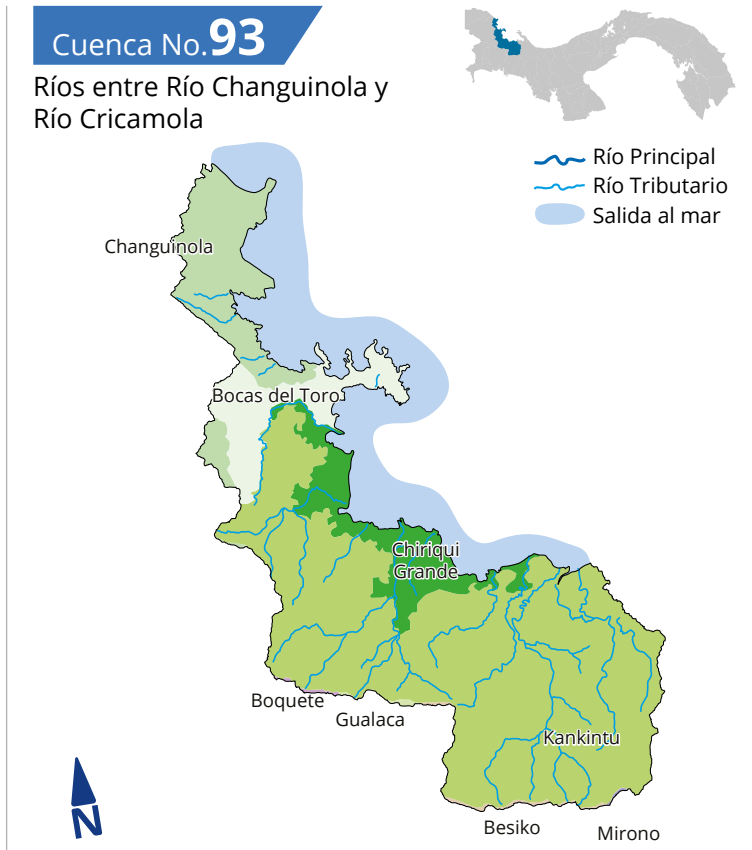 Cuenca No.93
Ríos entre Río Changuinola y
Río Cricamola
Río Principal
Río Tributario
Salida al mar
Changuinola
Bocas del Toro
Chiriqui
Grande
Boquete
Gualaca
Kankintu
Besiko
Mirono
N